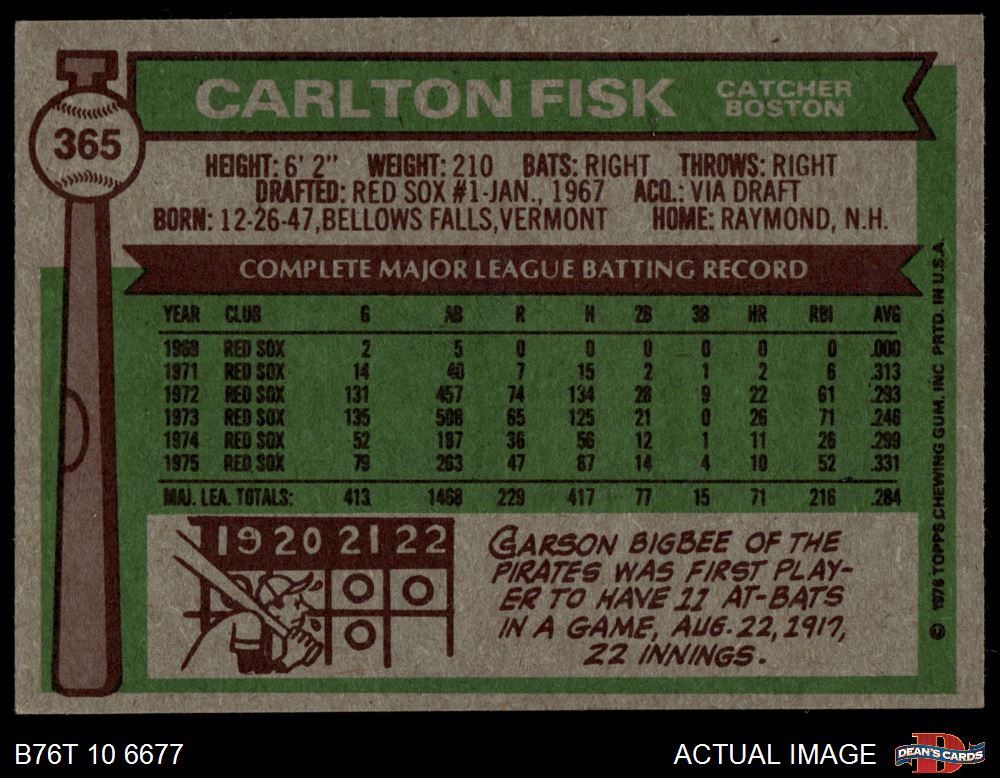 365
CARLTON FISK
CATCHER
BOSTON
HEIGHT: 6' 2" WEIGHT: 210 BATS: RIGHT THROWS: RIGHT
DRAFTED: RED SOX #1-JAN., 1967 ACQ.: VIA DRAFT
BORN: 12-26-47, BELLOWS FALLS, VERMONT HOME: RAYMOND, N.H.
COMPLETE MAJOR LEAGUE BATTING RECORD
YEAR CLUB G AB R H 2B 3B HR RBI AVG
1969 RED SOX 2 5 0 0 0 0 0 0 .000
1971 RED SOX 14 48 7 15 2 1 2 6 .313
1972 RED SOX 131 457 74 134 28 9 22 61 .293
1973 RED SOX 135 508 65 125 21 0 26 71 .246
1974 RED SOX 52 187 36 56 12 1 11 26 .299
1975 RED SOX 79 263 47 87 14 4 10 52 .331
MAJ. LEA. TOTALS: 413 1468 229 417 77 15 71 216 .284
19 20 21 22
GARSON BIGBEE OF THE
PIRATES WAS FIRST PLAY-
ER TO HAVE 11 AT-BATS
IN A GAME, AUG. 22, 1917,
22 INNINGS.
© 1976 TOPPS CHEWING GUM, INC PRTD. IN U.S.A.
B76T 10 6677
ACTUAL IMAGE
DEAN'S CARDS